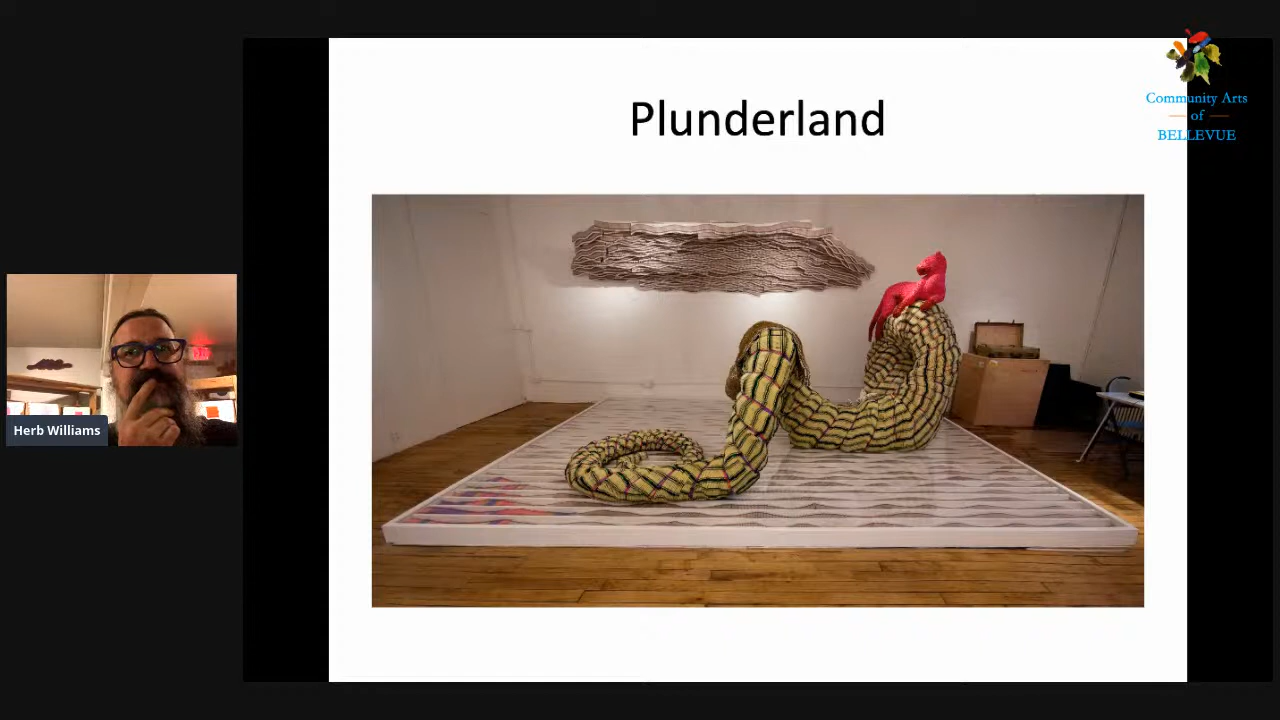 Plunderland
Community Arts
of
BELLEVUE
Herb Williams